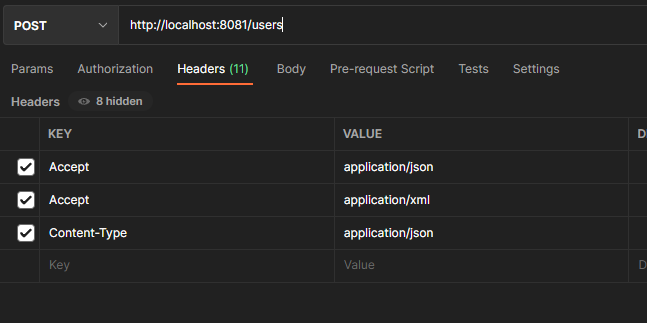 POST http://localhost:8081/users
Params Authorization Headers (11) Body Pre-request Script Tests Settings
Headers 8 hidden
KEY VALUE D
Accept application/json
Accept application/xml
Content-Type application/json
Key Value D